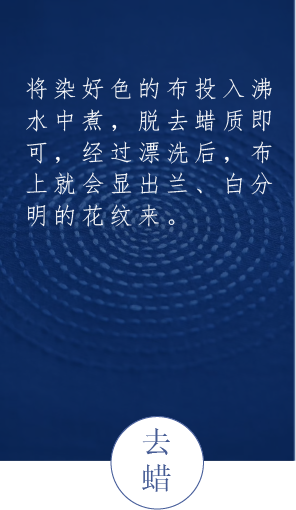 将染好色的布投入沸
水中煮，脱去蜡质即
可，经过漂洗后，布
上就会显出兰、白分
明的花纹来。
去
蜡